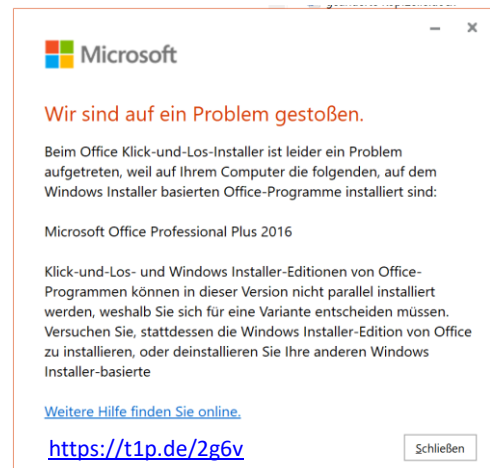 Microsoft
Wir sind auf ein Problem gestoßen.
Beim Office Klick-und-Los-Installer ist leider ein Problem
aufgetreten, weil auf Ihrem Computer die folgenden, auf dem
Windows Installer basierten Office-Programme installiert sind:
Microsoft Office Professional Plus 2016
Klick-und-Los- und Windows Installer-Editionen von Office-
Programmen können in dieser Version nicht parallel installiert
werden, weshalb Sie sich für eine Variante entscheiden müssen.
Versuchen Sie, stattdessen die Windows Installer-Edition von Office
zu installieren, oder deinstallieren Sie Ihre anderen Windows
Installer-basierte
Weitere Hilfe finden Sie online.
https://t1p.de/2g6v
Schließen